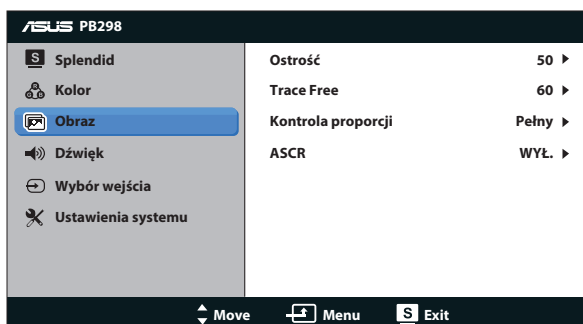 ASUS PB298
S Splendid
Kolor
Obraz
Dźwięk
Wybór wejścia
Ustawienia systemu
Ostrość 50
Trace Free 60
Kontrola proporcji Pełny
ASCR WYŁ.
Move Menu S Exit